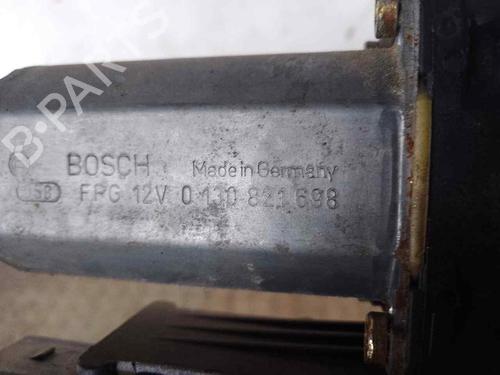 B-PARTS
BOSCH Made in Germany
FPG 12V 0 130 821 698